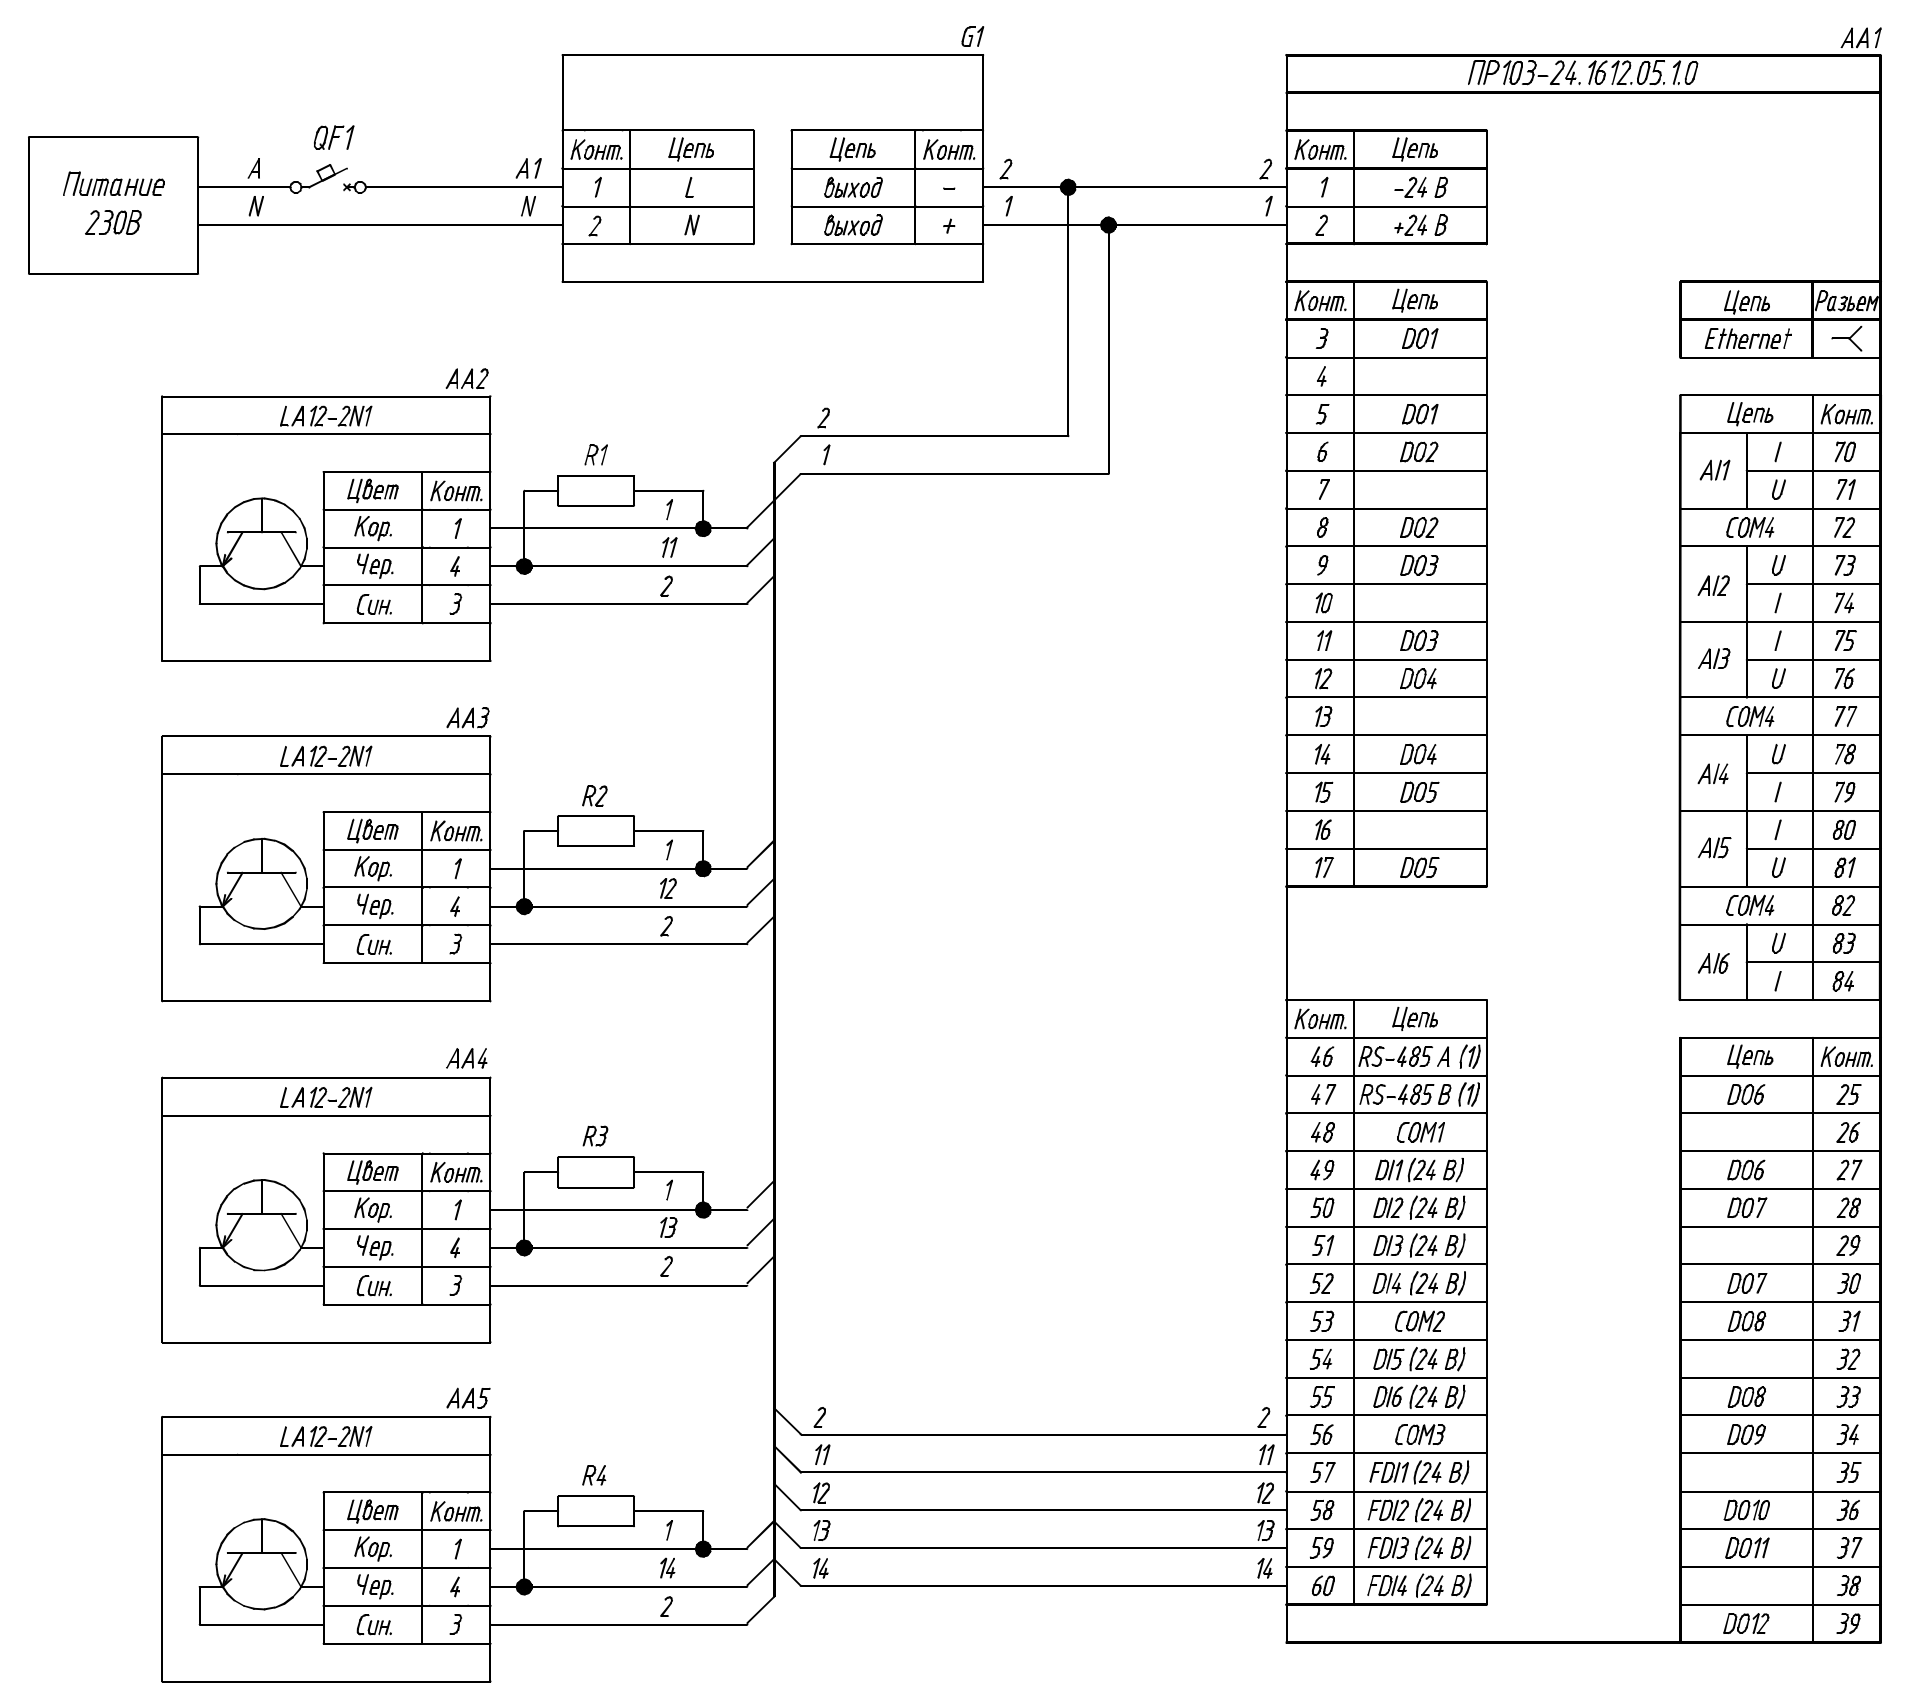 G1
AA1
ПР103-24.1612.05.1.0
QF1
Питание
230В
A
N
A1
N
Конт. Цепь
1 L
2 N
Цепь Конт.
выход -
выход +
2
1
2
1
Конт. Цепь
1 -24 В
2 +24 В
Конт. Цепь
3 DO1
4
5 DO1
6 DO2
7
8 DO2
9 DO3
10
11 DO3
12 DO4
13
14 DO4
15 DO5
16
17 DO5
Цепь Разъем
Ethernet
Цепь Конт.
AI1 I 70
U 71
COM4 72
AI2 U 73
I 74
AI3 I 75
U 76
COM4 77
AI4 U 78
I 79
AI5 I 80
U 81
COM4 82
AI6 U 83
I 84
AA2
LA12-2N1
Цвет Конт.
Кор. 1
Чер. 4
Син. 3
R1
1
11
2
2
1
AA3
LA12-2N1
Цвет Конт.
Кор. 1
Чер. 4
Син. 3
R2
1
12
2
AA4
LA12-2N1
Цвет Конт.
Кор. 1
Чер. 4
Син. 3
R3
1
13
2
AA5
LA12-2N1
Цвет Конт.
Кор. 1
Чер. 4
Син. 3
R4
1
14
2
2 2
11 11
12 12
13 13
14 14
Конт. Цепь
46 RS-485 A (1)
47 RS-485 B (1)
48 COM1
49 DI1 (24 В)
50 DI2 (24 В)
51 DI3 (24 В)
52 DI4 (24 В)
53 COM2
54 DI5 (24 В)
55 DI6 (24 В)
56 COM3
57 FDI1 (24 В)
58 FDI2 (24 В)
59 FDI3 (24 В)
60 FDI4 (24 В)
Цепь Конт.
DO6 25
26
DO6 27
DO7 28
29
DO7 30
DO8 31
32
DO8 33
DO9 34
35
DO10 36
DO11 37
38
DO12 39